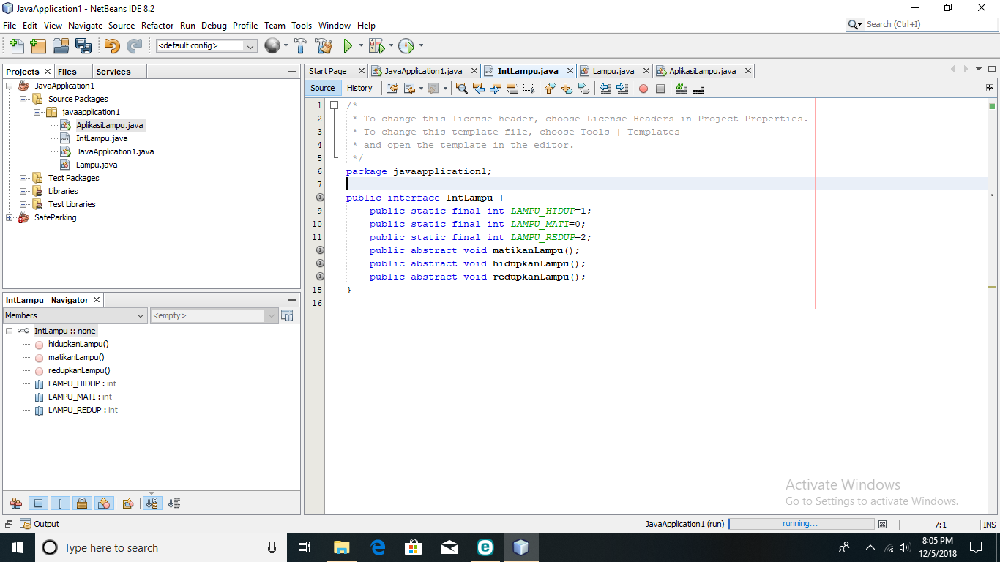 JavaApplication1 - NetBeans IDE 8.2
File Edit View Navigate Source Refactor Run Debug Profile Team Tools Window Help
Search (Ctrl+I)
<default config>
Projects Files Services
JavaApplication1
Source Packages
javaapplication1
AplikasiLampu.java
IntLampu.java
JavaApplication1.java
Lampu.java
Test Packages
Libraries
Test Libraries
SafeParking
IntLampu - Navigator
Members
<empty>
IntLampu :: none
hidupkanLampu()
matikanLampu()
redupkanLampu()
LAMPU_HIDUP : int
LAMPU_MATI : int
LAMPU_REDUP : int
Start Page JavaApplication1.java IntLampu.java Lampu.java AplikasiLampu.java
Source History
1 /*
2 * To change this license header, choose License Headers in Project Properties.
3 * To change this template file, choose Tools | Templates
4 * and open the template in the editor.
5 */
6 package javaapplication1;
7
public interface IntLampu {
9 public static final int LAMPU_HIDUP=1;
10 public static final int LAMPU_MATI=0;
11 public static final int LAMPU_REDUP=2;
public abstract void matikanLampu();
public abstract void hidupkanLampu();
public abstract void redupkanLampu();
15 }
16
Activate Windows
Go to Settings to activate Windows.
Output
JavaApplication1 (run) running... 7:1 INS
Type here to search
8:05 PM
12/5/2018